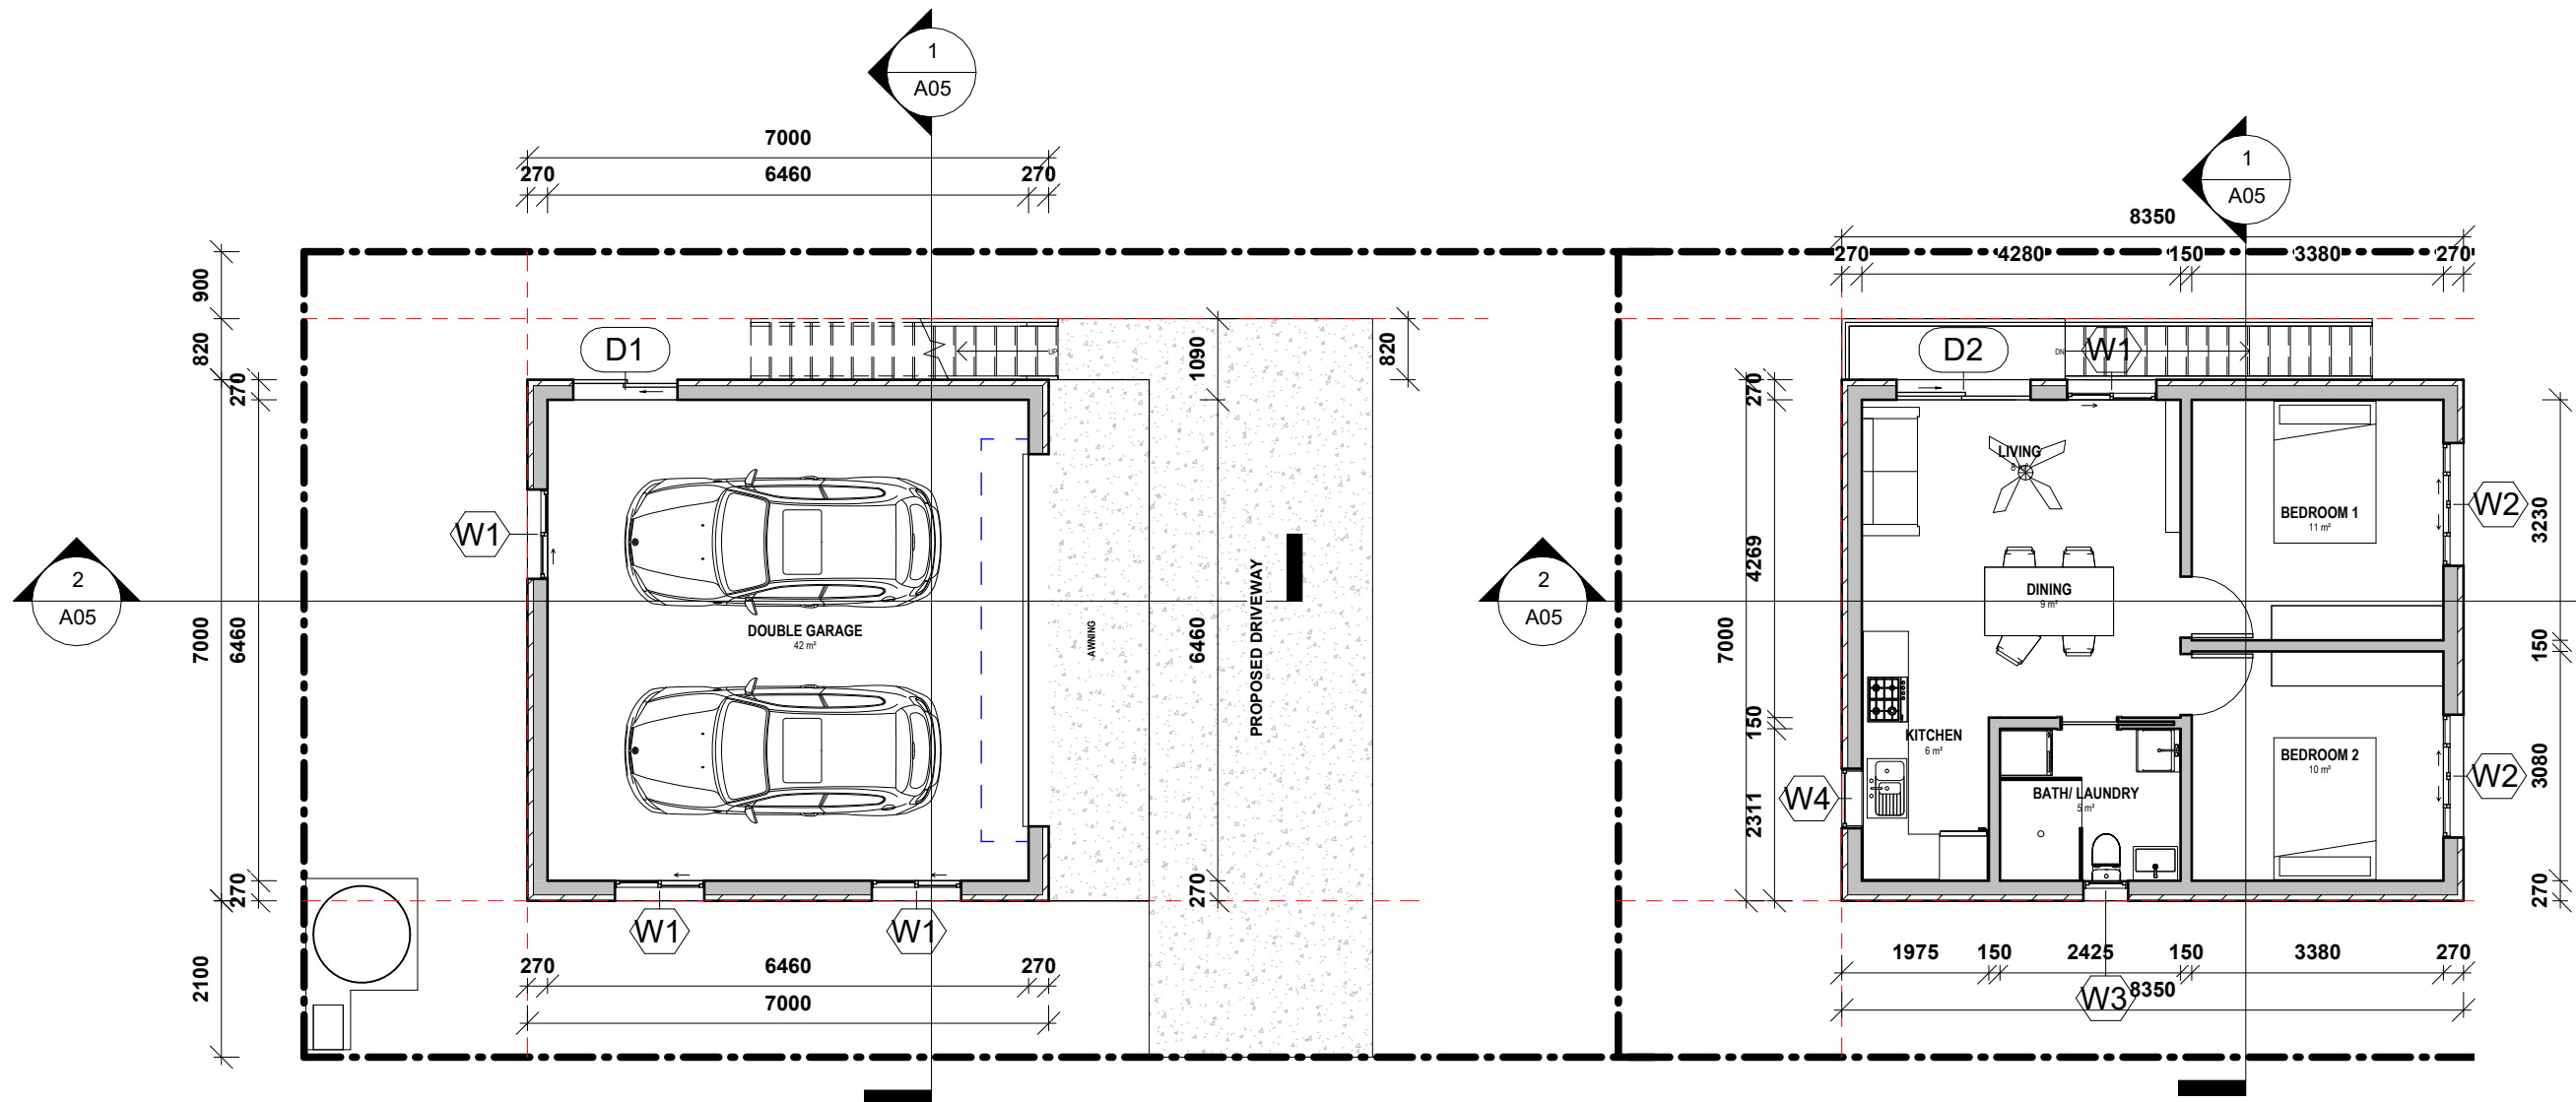 1
A05
7000
270
6460
270
1
A05
8350
270
4280
150
3380
270
900
820
270
7000
6460
270
2100
D1
UP
1090
820
W1
2
A05
DOUBLE GARAGE
42 m²
AWNING
6460
PROPOSED DRIVEWAY
270
W1
W1
270
6460
270
7000
D2
DN
W1
270
4269
7000
150
2311
2
A05
LIVING
BEDROOM 1
11 m²
W2
3230
DINING
9 m²
150
KITCHEN
6 m²
BEDROOM 2
10 m²
W2
3080
W4
BATH/ LAUNDRY
5 m²
270
1975
150
2425
150
3380
270
W3
8350